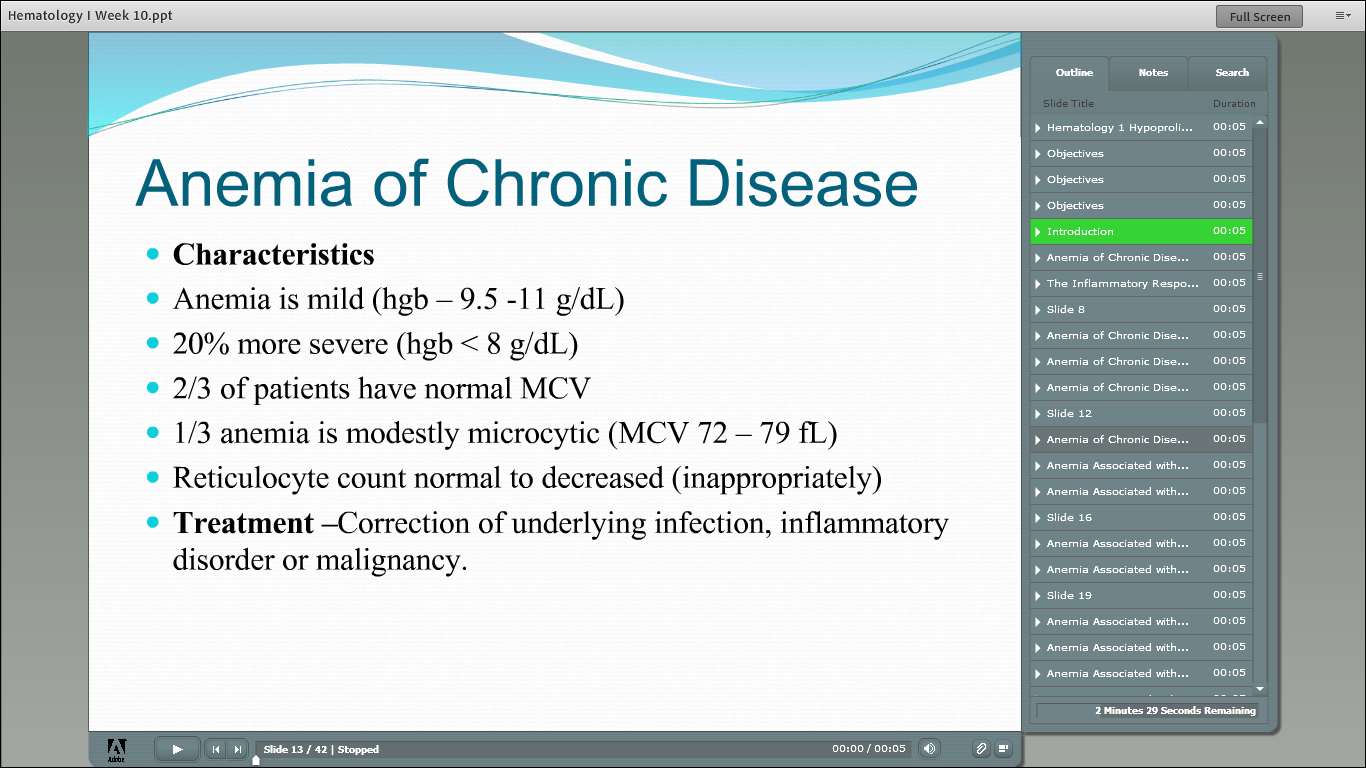 Hematology I Week 10.ppt
Full Screen
Anemia of Chronic Disease
Characteristics
Anemia is mild (hgb – 9.5 -11 g/dL)
20% more severe (hgb < 8 g/dL)
2/3 of patients have normal MCV
1/3 anemia is modestly microcytic (MCV 72 – 79 fL)
Reticulocyte count normal to decreased (inappropriately)
Treatment –Correction of underlying infection, inflammatory
disorder or malignancy.
Outline Notes Search
Slide Title Duration
Hematology 1 Hypoproli... 00:05
Objectives 00:05
Objectives 00:05
Objectives 00:05
Introduction 00:05
Anemia of Chronic Dise... 00:05
The Inflammatory Respo... 00:05
Slide 8 00:05
Anemia of Chronic Dise... 00:05
Anemia of Chronic Dise... 00:05
Anemia of Chronic Dise... 00:05
Slide 12 00:05
Anemia of Chronic Dise... 00:05
Anemia Associated with... 00:05
Anemia Associated with... 00:05
Slide 16 00:05
Anemia Associated with... 00:05
Anemia Associated with... 00:05
Slide 19 00:05
Anemia Associated with... 00:05
Anemia Associated with... 00:05
Anemia Associated with... 00:05
2 Minutes 29 Seconds Remaining
Adobe
Slide 13 / 42 | Stopped
00:00 / 00:05